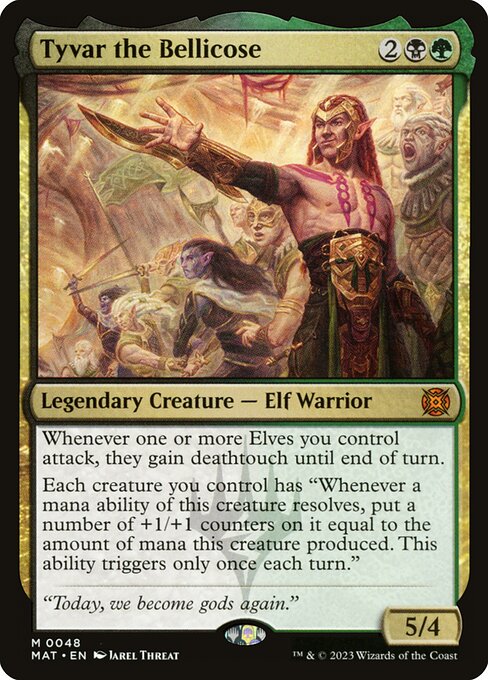 Tyvar the Bellicose 2
Legendary Creature — Elf Warrior
Whenever one or more Elves you control
attack, they gain deathtouch until end of turn.
Each creature you control has “Whenever a
mana ability of this creature resolves, put a
number of +1/+1 counters on it equal to the
amount of mana this creature produced. This
ability triggers only once each turn.”
“Today, we become gods again.”
5/4
M 0048
MAT • EN Jarel Threat
™ & © 2023 Wizards of the Coast